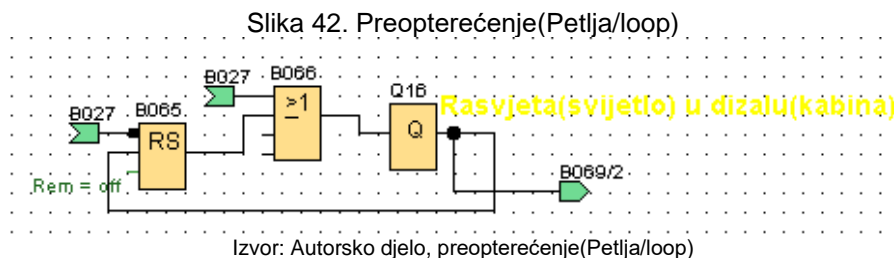 Slika 42. Preopterećenje(Petlja/loop)
B027 B066
Q16
Rasvjeta(svijetlo) u dizalu(kabina)
B027 B065
≥1
Q
RS
B069/2
Rem = off
Izvor: Autorsko djelo, preopterećenje(Petlja/loop)